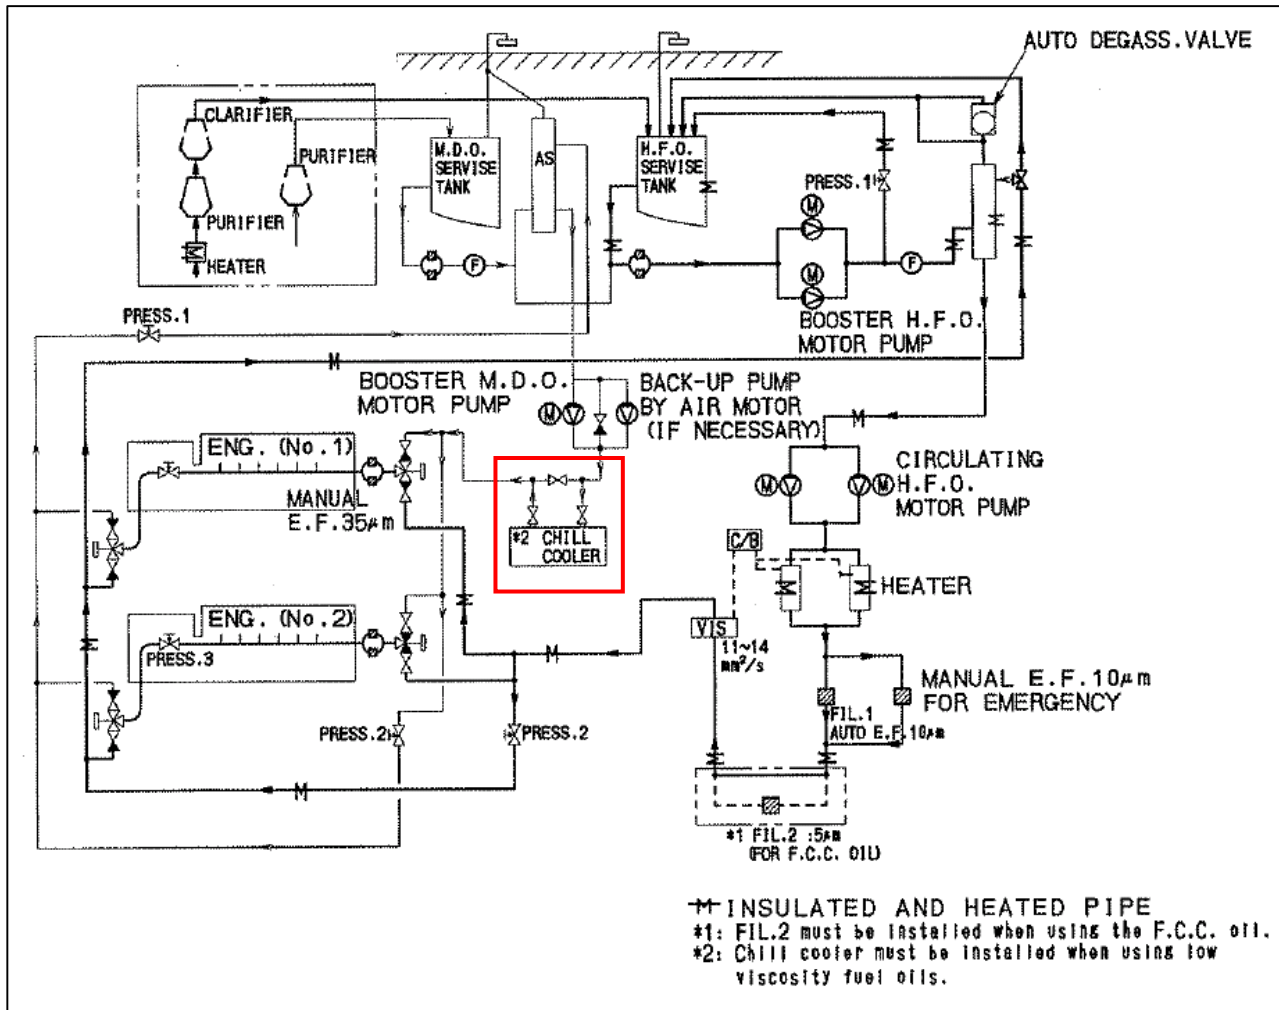 AUTO DEGASS.VALVE
CLARIFIER
PURIFIER
PURIFIER
HEATER
M.D.O.
SERVISE
TANK
AS
H.F.O.
SERVISE
TANK
PRESS.1
M
M
F
F
BOOSTER H.F.O.
MOTOR PUMP
PRESS.1
BOOSTER M.D.O.
MOTOR PUMP
M
BACK-UP PUMP
BY AIR MOTOR
(IF NECESSARY)
ENG. (No.1)
MANUAL
E.F.35μm
*2 CHILL
COOLER
CIRCULATING
H.F.O.
MOTOR PUMP
M
M
C/B
HEATER
VIS
11~14
mm²/s
ENG. (No.2)
PRESS.3
PRESS.2
PRESS.2
MANUAL E.F.10μm
FOR EMERGENCY
FIL.1
AUTO E.F.10μm
*1 FIL.2 :5μm
(FOR F.C.C. OIL)
INSULATED AND HEATED PIPE
*1: FIL.2 must be installed when using the F.C.C. oil.
*2: Chill cooler must be installed when using low
viscosity fuel oils.